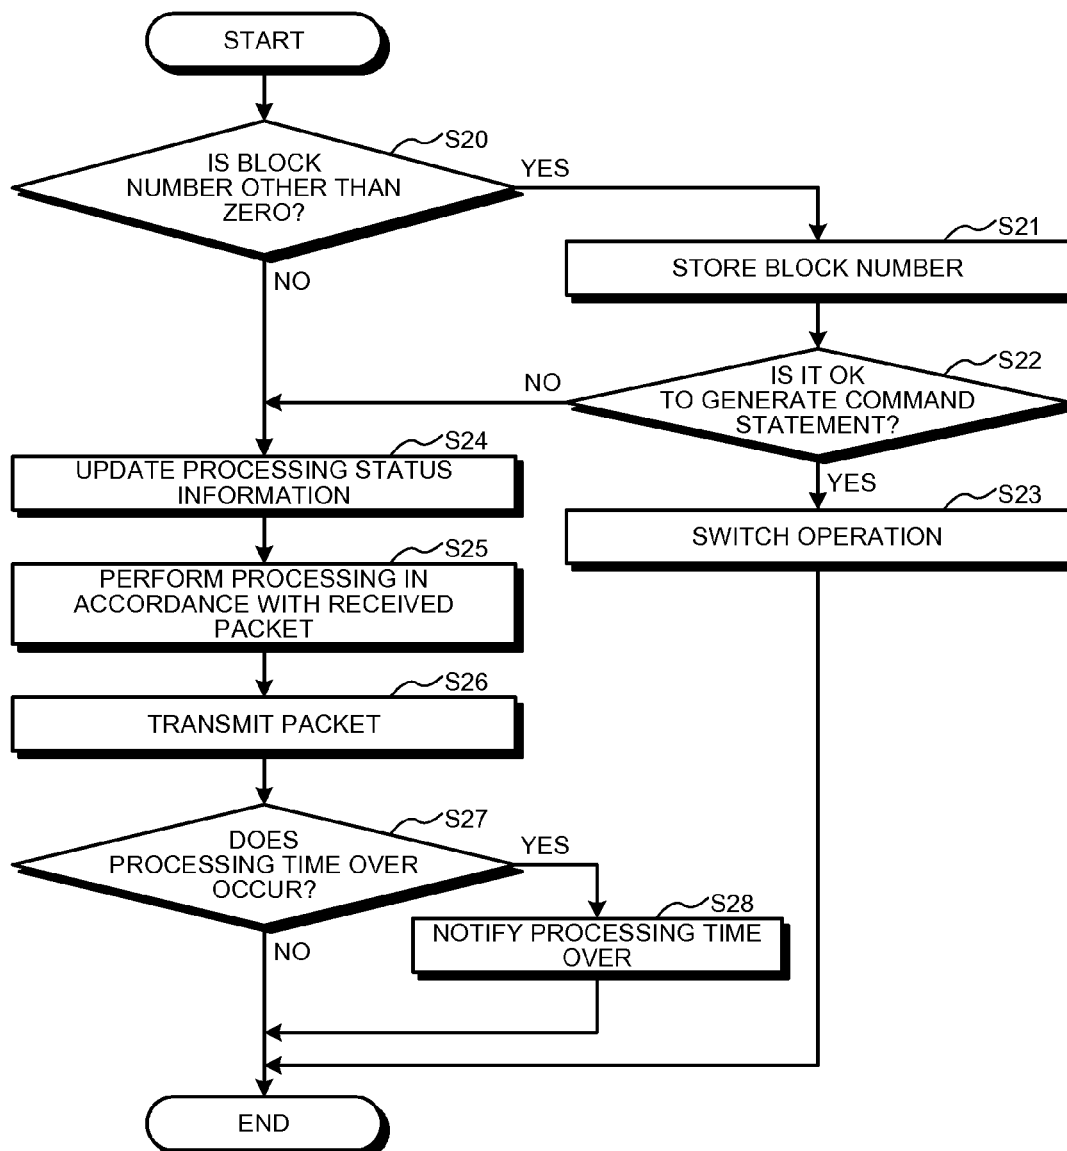 START
S20
IS BLOCK
NUMBER OTHER THAN
ZERO?
YES
NO
S21
STORE BLOCK NUMBER
S22
IS IT OK
TO GENERATE COMMAND
STATEMENT?
NO
YES
S23
SWITCH OPERATION
S24
UPDATE PROCESSING STATUS
INFORMATION
S25
PERFORM PROCESSING IN
ACCORDANCE WITH RECEIVED
PACKET
S26
TRANSMIT PACKET
S27
DOES
PROCESSING TIME OVER
OCCUR?
YES
NO
S28
NOTIFY PROCESSING TIME
OVER
END